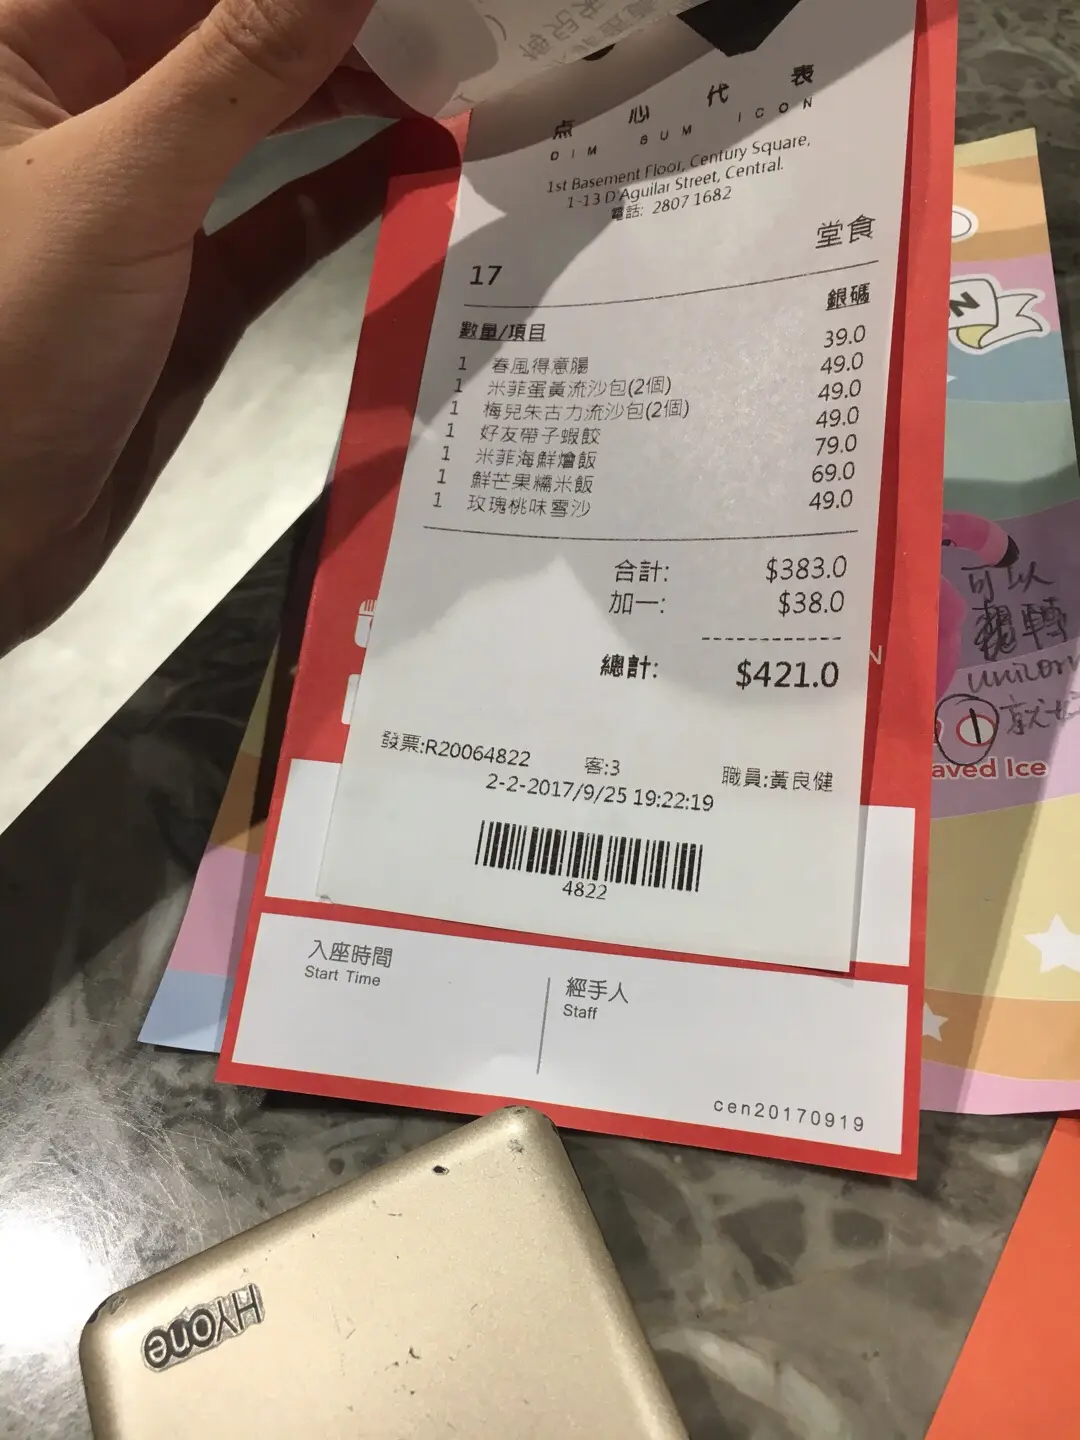 点心代表
DIM SUM ICON
1st Basement Floor, Century Square,
1-13 D'Aguilar Street, Central.
電話: 2807 1682
堂食
17
數量/項目 銀碼
1 春風得意腸 39.0
1 米菲蛋黃流沙包(2個) 49.0
1 梅兒朱古力流沙包(2個) 49.0
1 好友帶子蝦餃 49.0
1 米菲海鮮燴飯 79.0
1 鮮芒果糯米飯 69.0
1 玫瑰桃味雪沙 49.0
合計: $383.0
加一: $38.0
總計: $421.0
發票:R20064822 客:3 職員:黃良健
2-2-2017/9/25 19:22:19
4822
入座時間
Start Time
經手人
Staff
cen20170919
N
N
可以
轉
unicorn
就
aved Ice
HYone